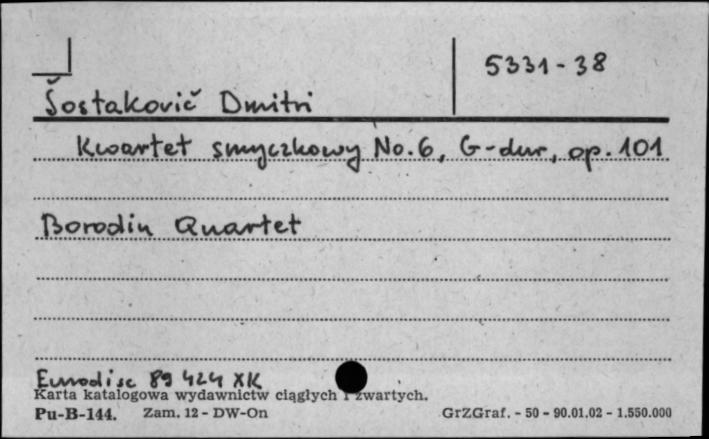 5331-38
Šostakovič Dmitri
Kwartet smyczkowy No.6, G-dur, op. 101
Borodin Quartet
Eurodisc 89 424 XK
Karta katalogowa wydawnictw ciągłych i zwartych.
Pu-B-144. Zam. 12 - DW-On GrZGraf. - 50 - 90.01.02 - 1.550.000